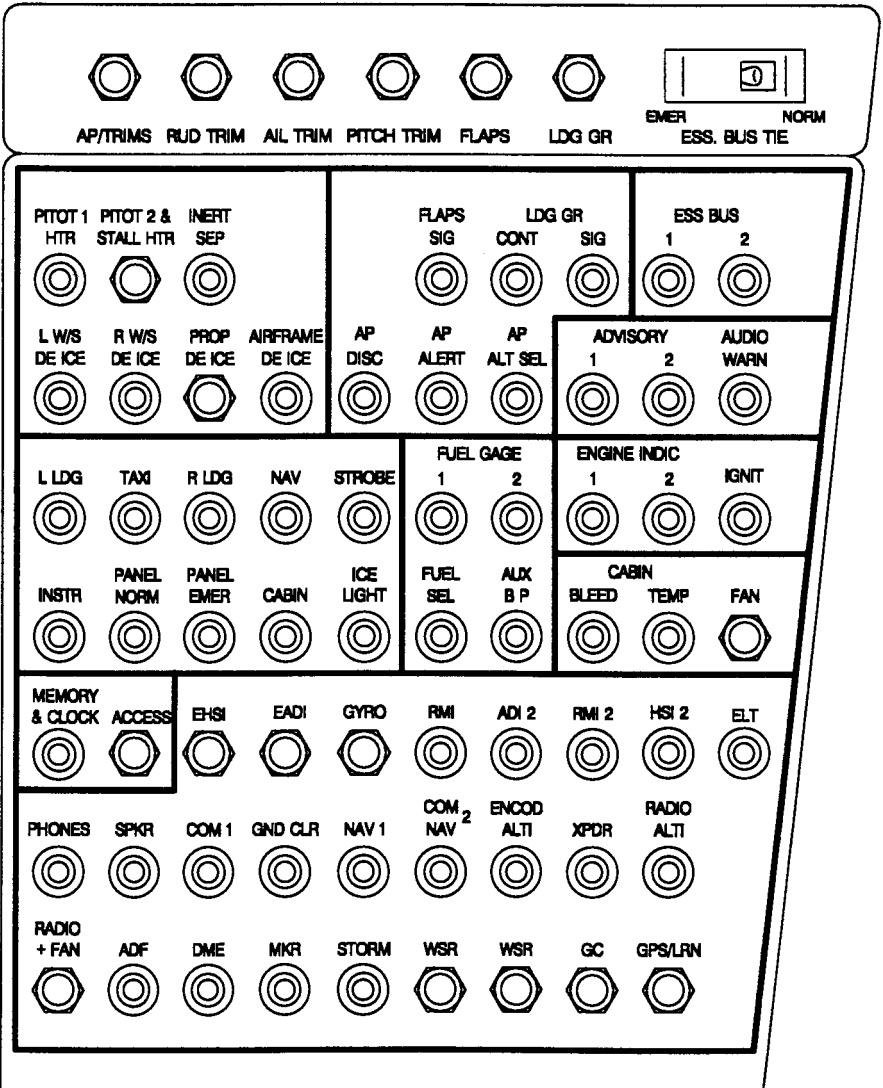 EMER NORM
AP/TRIMS RUD TRIM AIL TRIM PITCH TRIM FLAPS LDG GR ESS. BUS TIE
PITOT 1 PITOT 2 & INERT FLAPS LDG GR ESS BUS
HTR STALL HTR SEP SIG CONT SIG 1 2
L W/S R W/S PROP AIRFRAME AP AP AP ADVISORY AUDIO
DE ICE DE ICE DE ICE DE ICE DISC ALERT ALT SEL 1 2 WARN
FUEL GAGE ENGINE INDIC
L LDG TAXI R LDG NAV STROBE 1 2 1 2 IGNIT
PANEL PANEL ICE FUEL AUX CABIN
INSTR NORM EMER CABIN LIGHT SEL B P BLEED TEMP FAN
MEMORY
& CLOCK ACCESS EHSI EADI GYRO RMI ADI 2 RMI 2 HSI 2 ELT
COM 2 ENCOD RADIO
PHONES SPKR COM 1 GND CLR NAV 1 NAV ALTI XPDR ALTI
RADIO
+ FAN ADF DME MKR STORM WSR WSR GC GPS/LRN